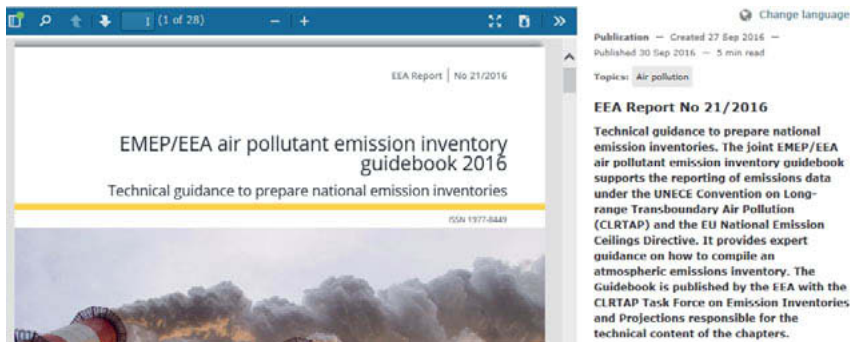 1 (1 of 28)
EEA Report | No 21/2016
EMEP/EEA air pollutant emission inventory
guidebook 2016
Technical guidance to prepare national emission inventories
ISSN 1977-8449
Change language
Publication — Created 27 Sep 2016 —
Published 30 Sep 2016 — 5 min read
Topics: Air pollution
EEA Report No 21/2016
Technical guidance to prepare national
emission inventories. The joint EMEP/EEA
air pollutant emission inventory guidebook
supports the reporting of emissions data
under the UNECE Convention on Long-
range Transboundary Air Pollution
(CLRTAP) and the EU National Emission
Ceilings Directive. It provides expert
guidance on how to compile an
atmospheric emissions inventory. The
Guidebook is published by the EEA with the
CLRTAP Task Force on Emission Inventories
and Projections responsible for the
technical content of the chapters.